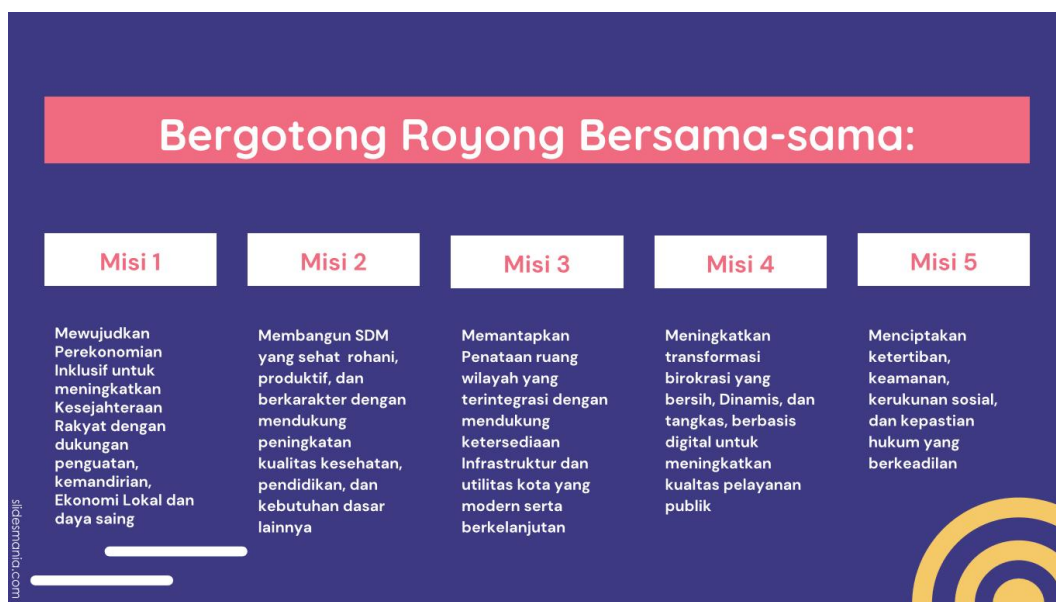 Bergotong Royong Bersama-sama:
Misi 1
Mewujudkan
Perekonomian
Inklusif untuk
meningkatkan
Kesejahteraan
Rakyat dengan
dukungan
penguatan,
kemandirian,
Ekonomi Lokal dan
daya saing
Misi 2
Membangun SDM
yang sehat rohani,
produktif, dan
berkarakter dengan
mendukung
peningkatan
kualitas kesehatan,
pendidikan, dan
kebutuhan dasar
lainnya
Misi 3
Memantapkan
Penataan ruang
wilayah yang
terintegrasi dengan
mendukung
ketersediaan
Infrastruktur dan
utilitas kota yang
modern serta
berkelanjutan
Misi 4
Meningkatkan
transformasi
birokrasi yang
bersih, Dinamis, dan
tangkas, berbasis
digital untuk
meningkatkan
kualtas pelayanan
publik
Misi 5
Menciptakan
ketertiban,
keamanan,
kerukunan sosial,
dan kepastian
hukum yang
berkeadilan
slidesmania.com